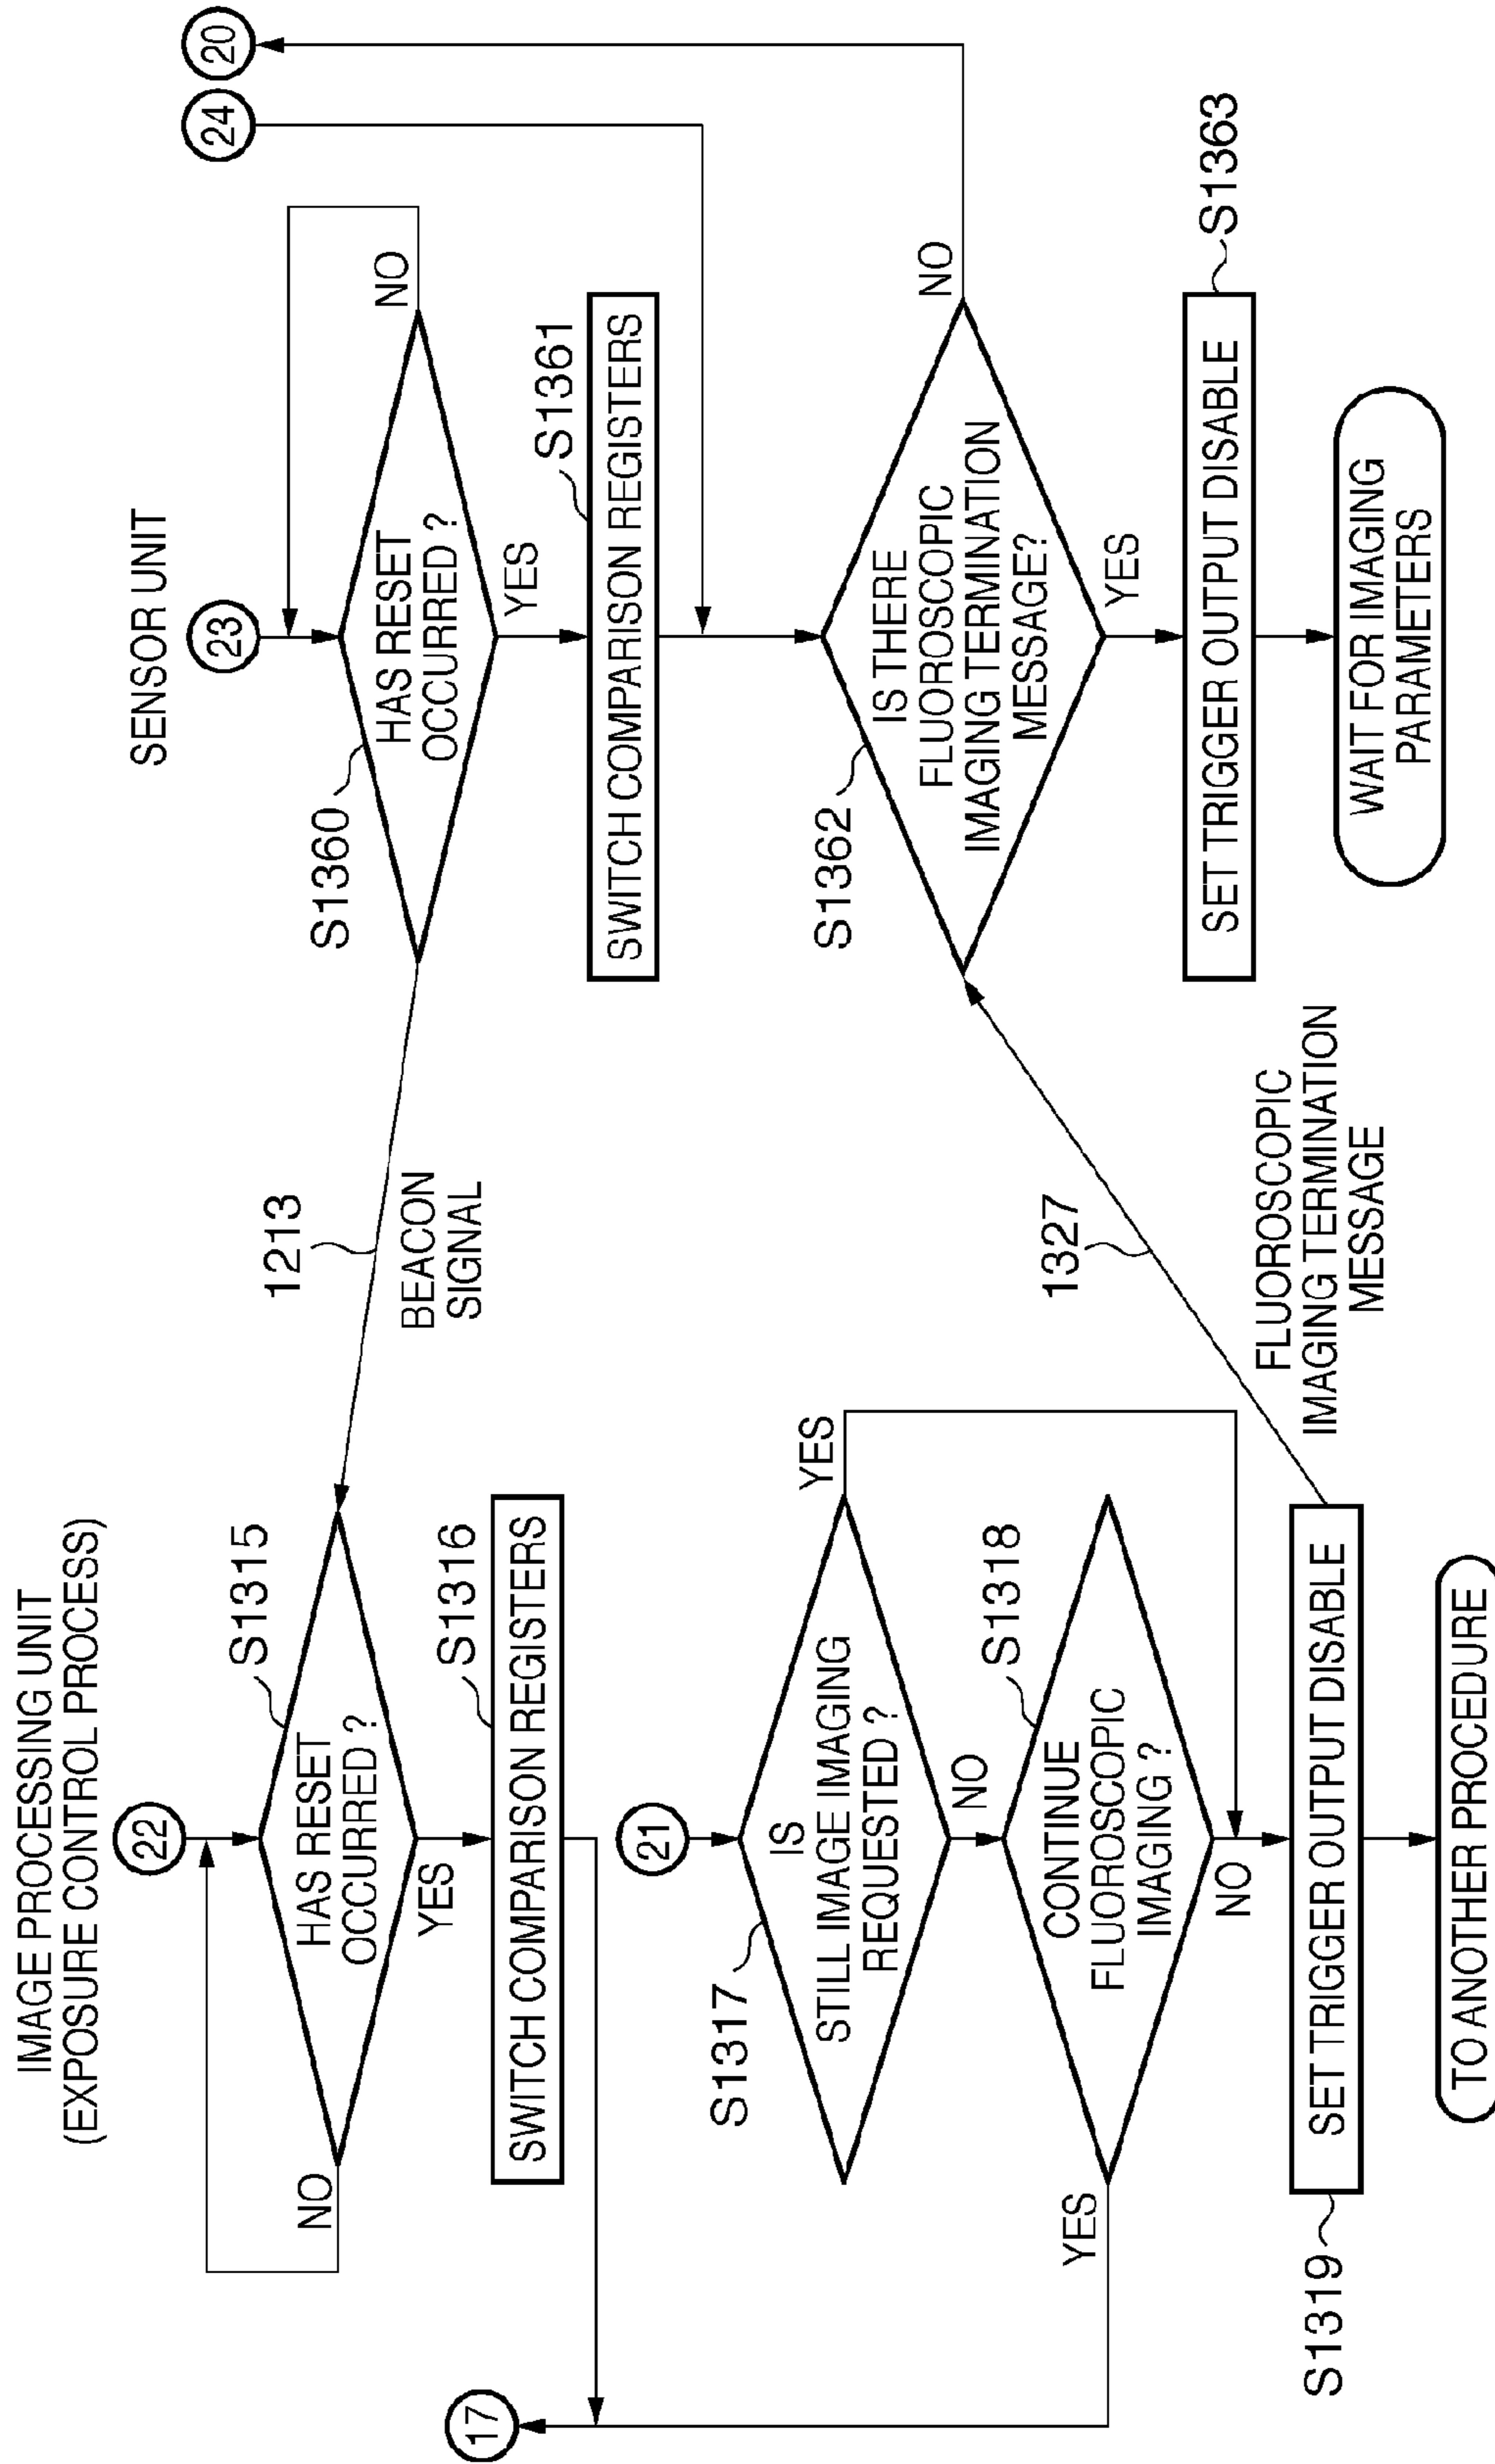 IMAGE PROCESSING UNIT
(EXPOSURE CONTROL PROCESS)
22
S1315
HAS RESET
OCCURRED ?
NO
YES
S1316
SWITCH COMPARISON REGISTERS
17
21
S1317
IS
STILL IMAGE IMAGING
REQUESTED ?
YES
NO
S1318
CONTINUE
FLUOROSCOPIC
IMAGING ?
YES
NO
S1319
SET TRIGGER OUTPUT DISABLE
TO ANOTHER PROCEDURE
1213
BEACON
SIGNAL
1327
FLUOROSCOPIC
IMAGING TERMINATION
MESSAGE
SENSOR UNIT
23
24
20
S1360
HAS RESET
OCCURRED ?
NO
YES
S1361
SWITCH COMPARISON REGISTERS
S1362
IS THERE
FLUOROSCOPIC
IMAGING TERMINATION
MESSAGE?
NO
YES
S1363
SET TRIGGER OUTPUT DISABLE
WAIT FOR IMAGING
PARAMETERS